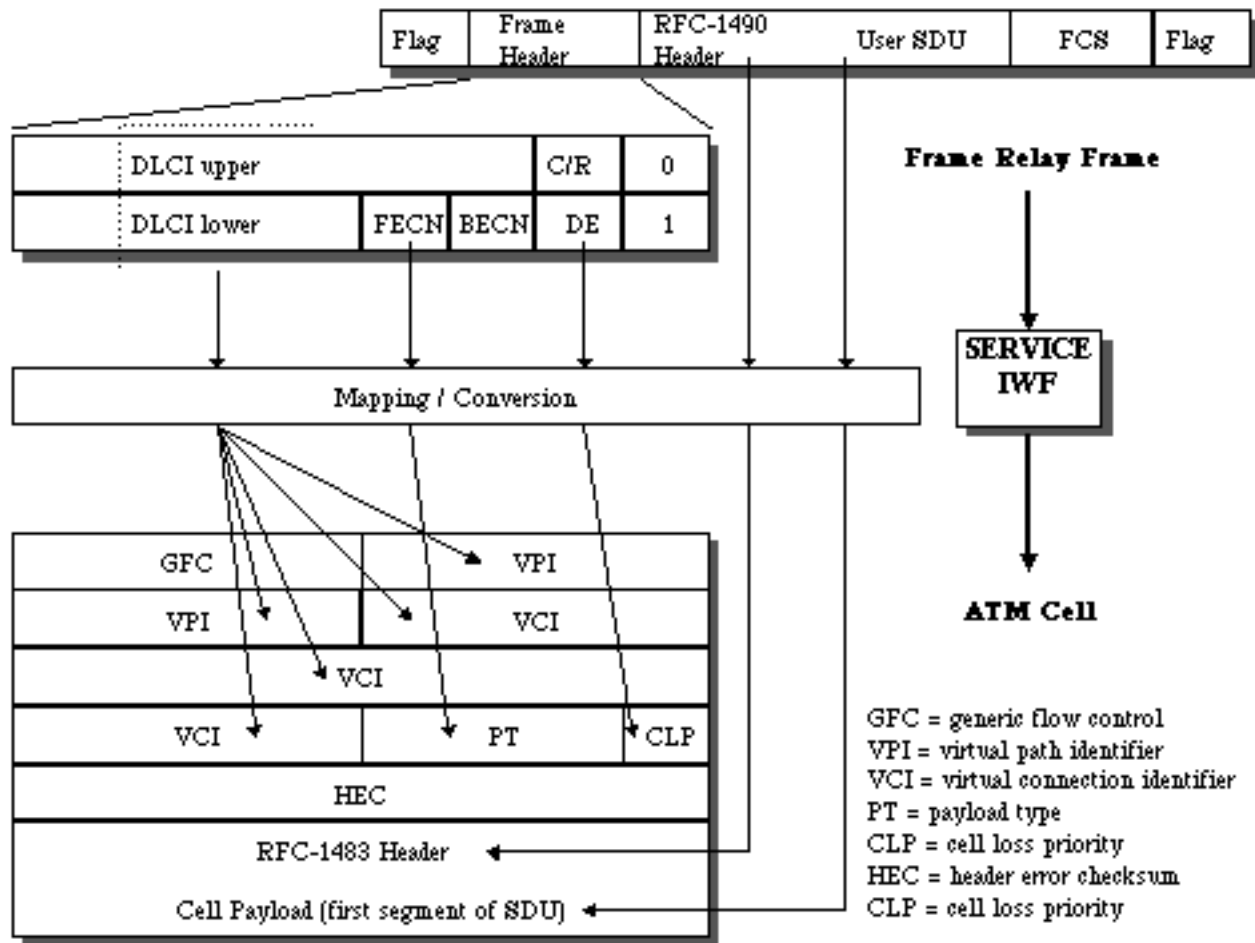 Flag
Frame
Header
RFC-1490
Header
User SDU
FCS
Flag
DLCI upper
C/R
0
DLCI lower
FECN
BECN
DE
1
Frame Relay Frame
SERVICE
IWF
Mapping / Conversion
GFC
VPI
VPI
VCI
VCI
VCI
PT
CLP
HEC
RFC-1483 Header
Cell Payload (first segment of SDU)
ATM Cell
GFC = generic flow control
VPI = virtual path identifier
VCI = virtual connection identifier
PT = payload type
CLP = cell loss priority
HEC = header error checksum
CLP = cell loss priority